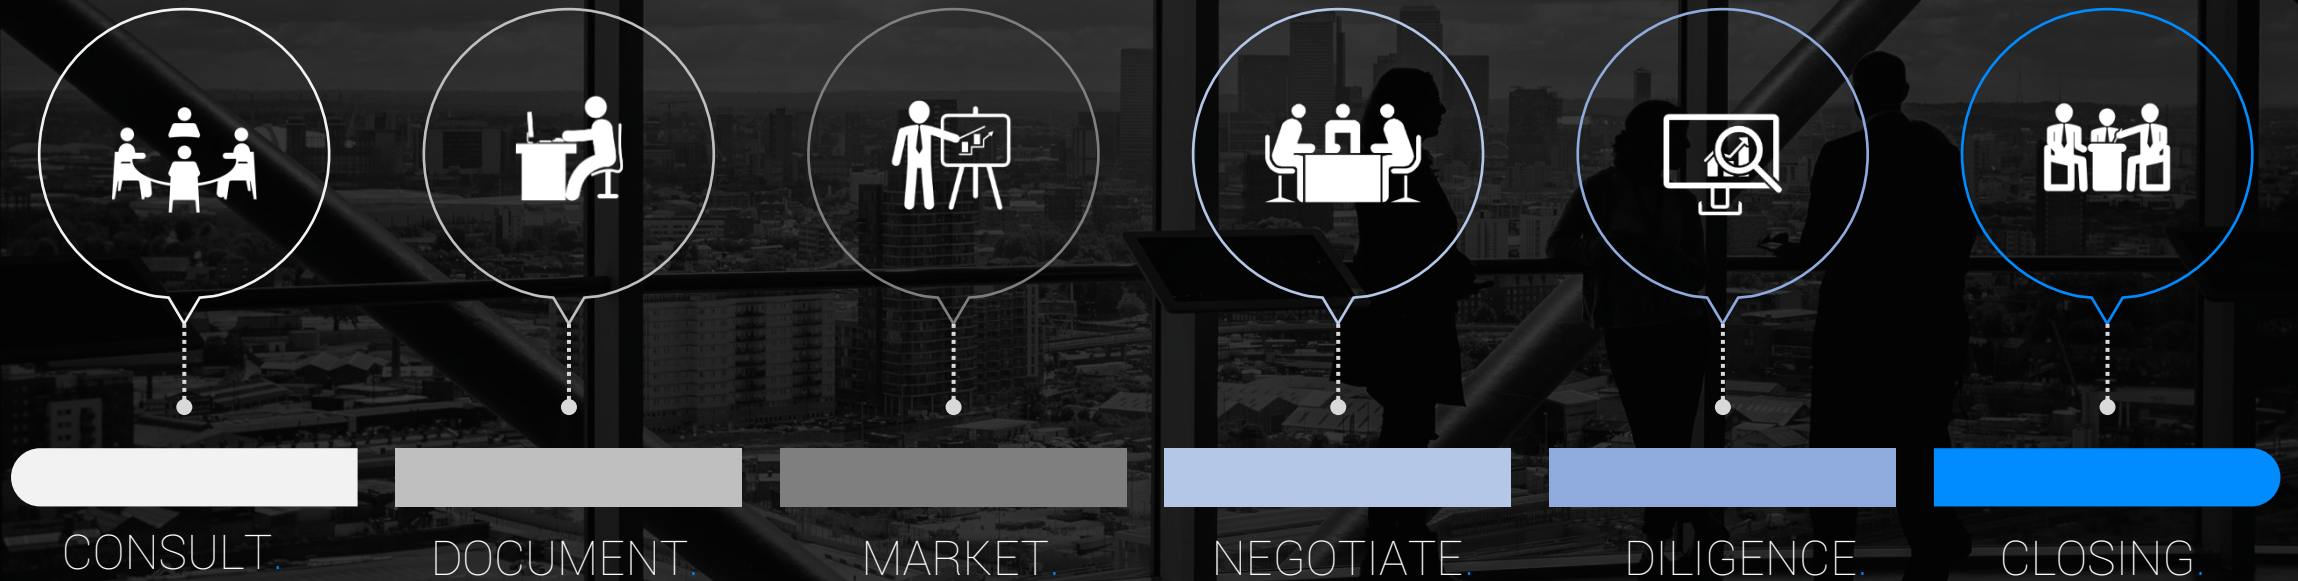 CONSULT.
DOCUMENT.
MARKET.
NEGOTIATE.
DILIGENCE.
CLOSING.